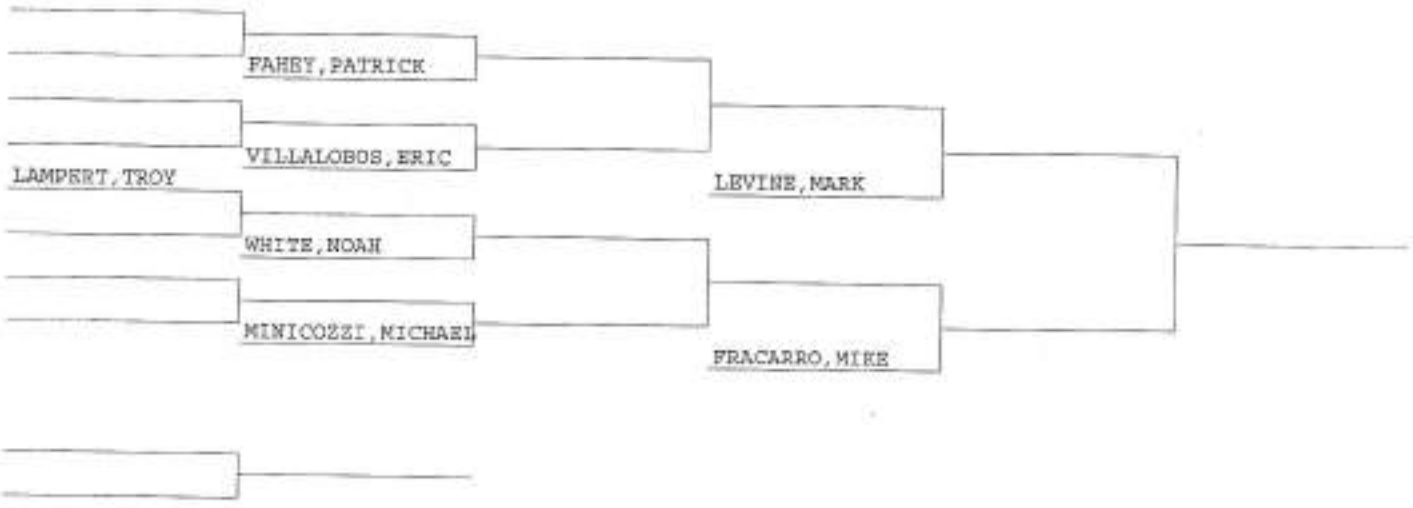 FAHEY,PATRICK
VILLALOBOS,ERIC
LAMPERT,TROY
LEVINE,MARK
WHITE,NOAH
MINICOZZI,MICHAEL
FRACARRO,MIKE